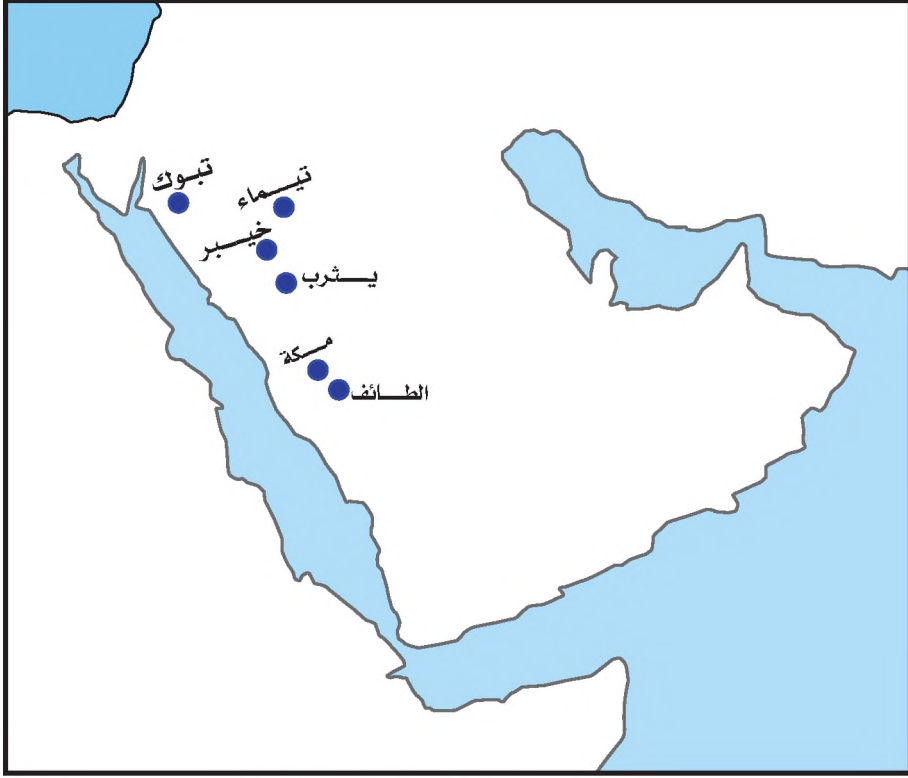 تبوك
تيماء
خيبر
يثرب
مكة
الطائف